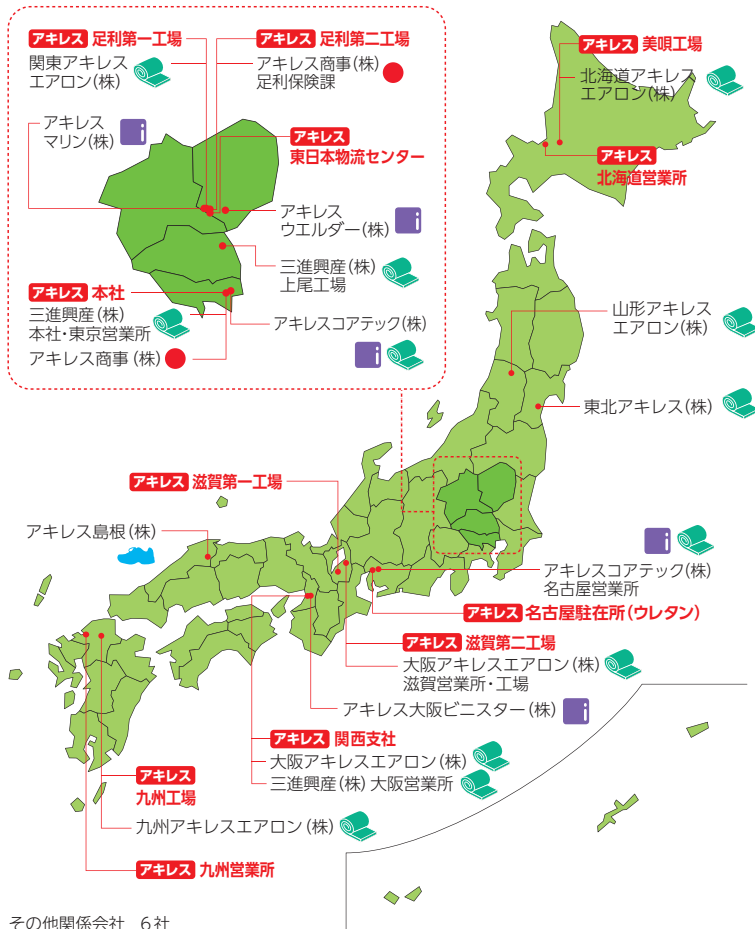 アキレス 足利第一工場
関東アキレス
エアロン(株)
アキレス 足利第二工場
アキレス商事(株)
足利保険課
アキレス
マリン(株)
i
アキレス
東日本物流センター
アキレス
ウエルダー(株)
i
三進興産(株)
上尾工場
アキレス 本社
三進興産(株)
本社・東京営業所
アキレス商事(株)
アキレスコアテック(株)
i
アキレス 美唄工場
北海道アキレス
エアロン(株)
アキレス
北海道営業所
山形アキレス
エアロン(株)
東北アキレス(株)
アキレス 滋賀第一工場
アキレス島根(株)
i
アキレスコアテック(株)
名古屋営業所
アキレス 名古屋駐在所(ウレタン)
アキレス 滋賀第二工場
大阪アキレスエアロン(株)
滋賀営業所・工場
アキレス大阪ビニスター(株)
i
アキレス 関西支社
大阪アキレスエアロン(株)
三進興産(株)大阪営業所
アキレス
九州工場
九州アキレスエアロン(株)
アキレス 九州営業所
その他関係会社 6社